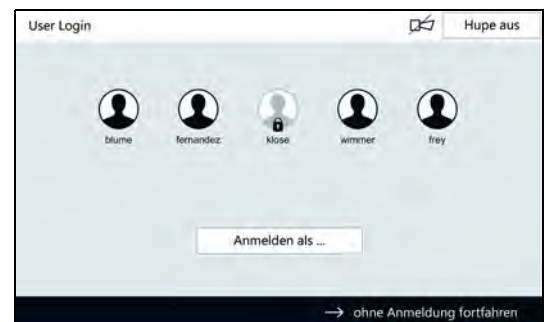 User Login
Hupe aus
blume
fernandez
klose
wimmer
frey
Anmelden als ...
→ ohne Anmeldung fortfahren